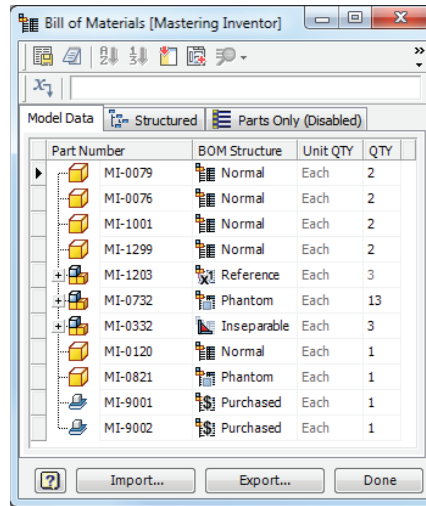 Bill of Materials [Mastering Inventor]
Model Data Structured Parts Only (Disabled)
Part Number BOM Structure Unit QTY QTY
MI-0079 Normal Each 2
MI-0076 Normal Each 2
MI-1001 Normal Each 2
MI-1299 Normal Each 2
MI-1203 Reference Each 3
MI-0732 Phantom Each 13
MI-0332 Inseparable Each 3
MI-0120 Normal Each 1
MI-0821 Phantom Each 1
MI-9001 Purchased Each 1
MI-9002 Purchased Each 1
Import... Export... Done